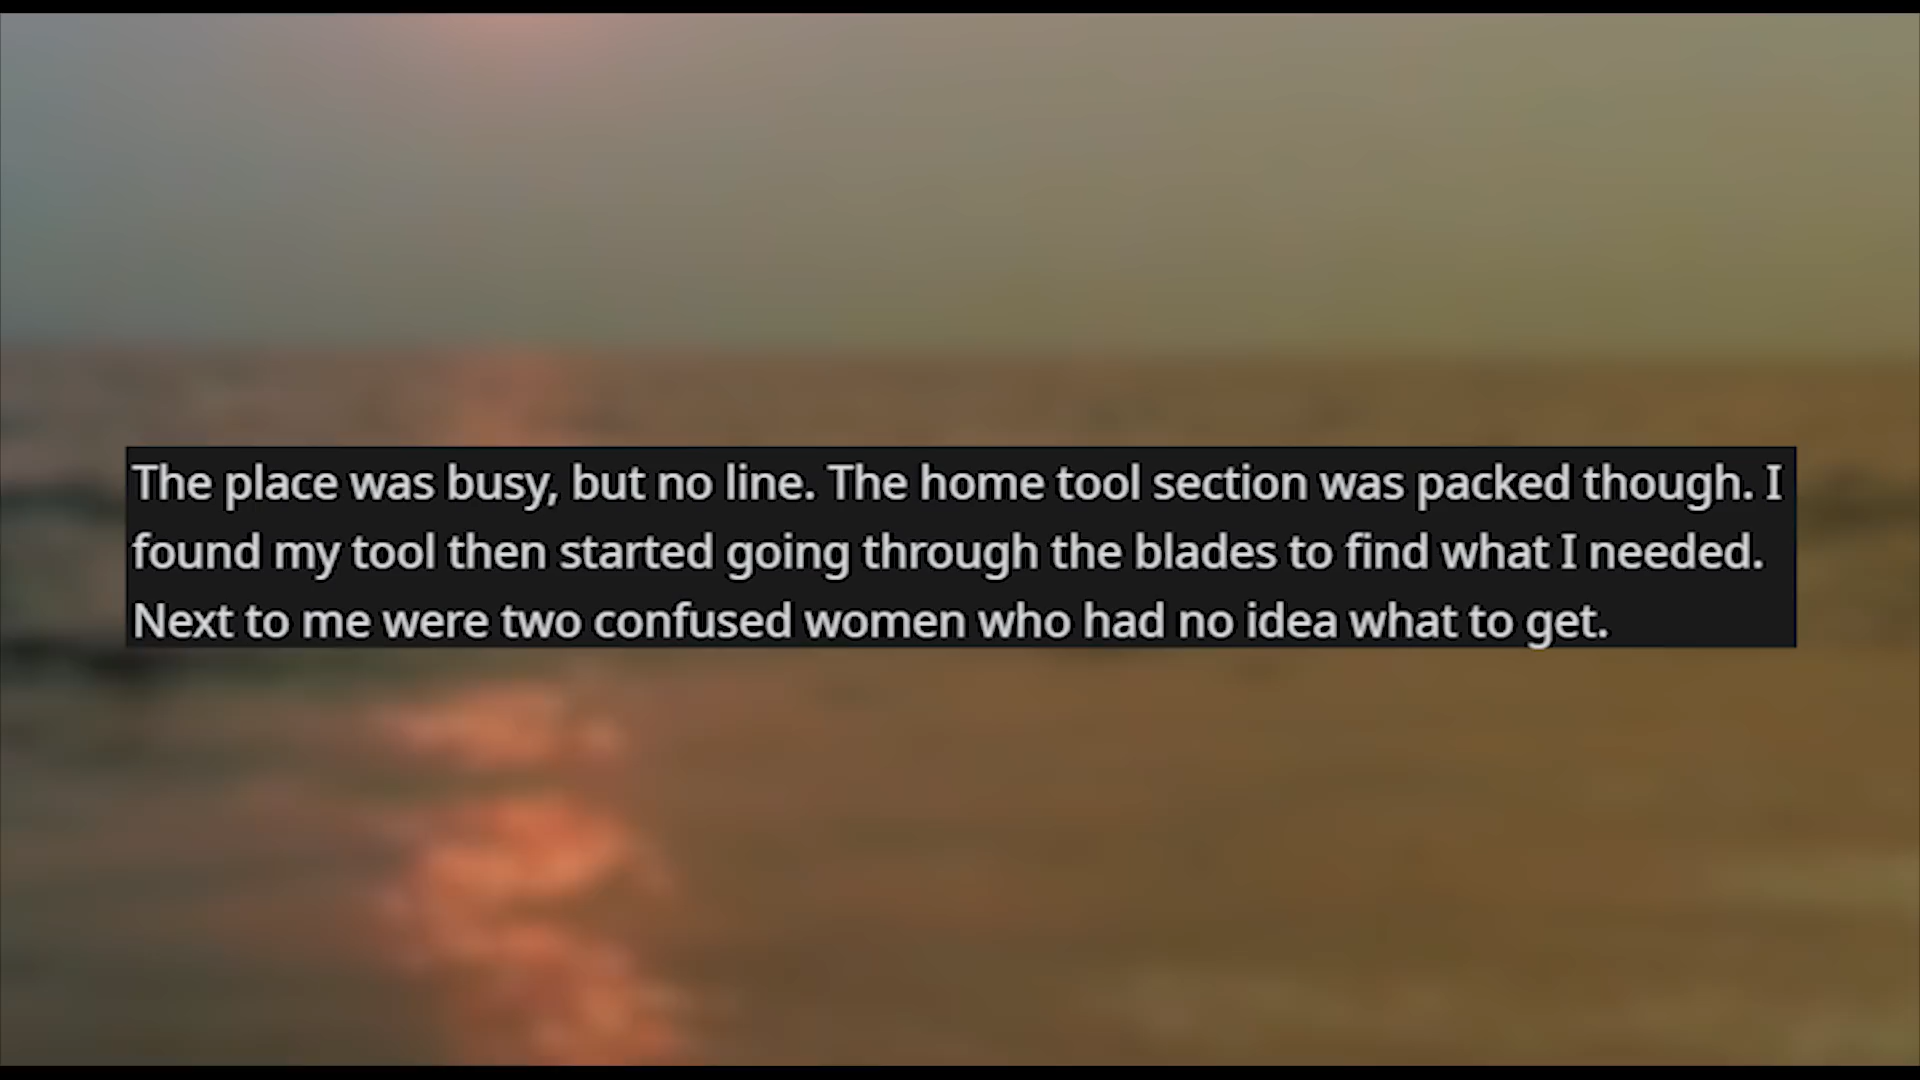 The place was busy, but no line. The home tool section was packed though. I
found my tool then started going through the blades to find what I needed.
Next to me were two confused women who had no idea what to get.